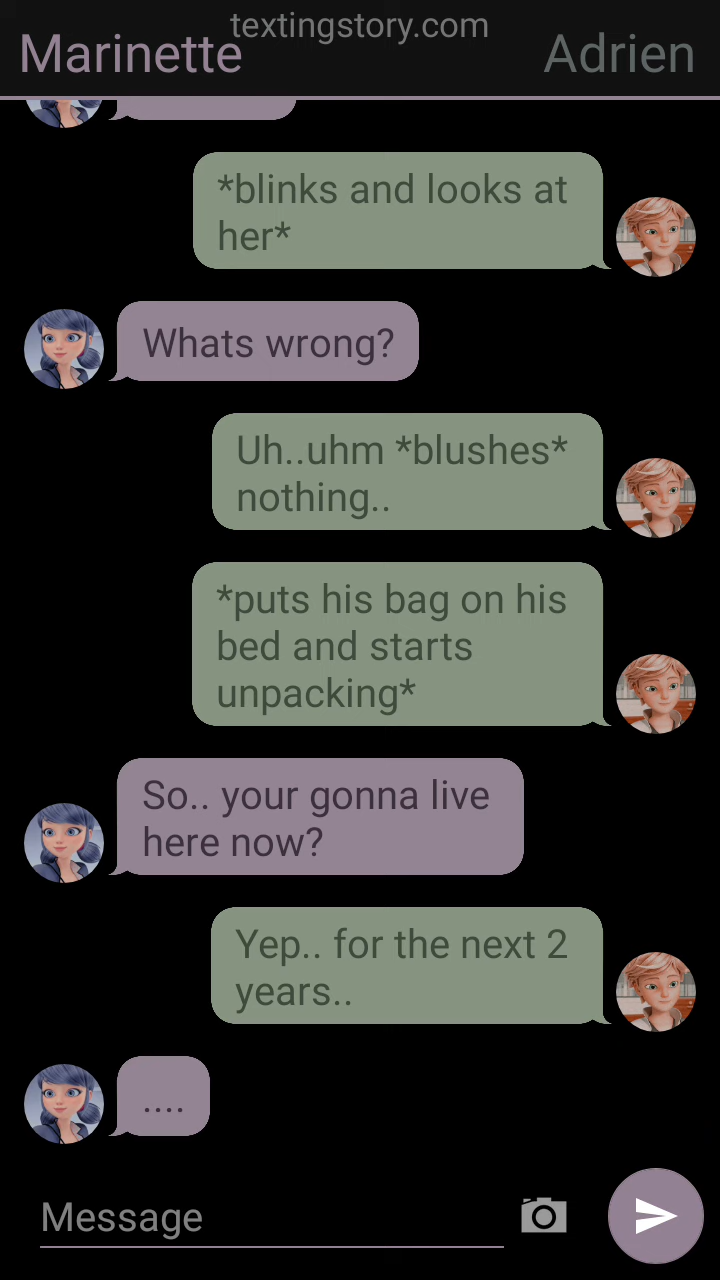 textingstory.com
Marinette
Adrien
*blinks and looks at
her*
Whats wrong?
Uh..uhm *blushes*
nothing..
*puts his bag on his
bed and starts
unpacking*
So.. your gonna live
here now?
Yep.. for the next 2
years..
....
Message